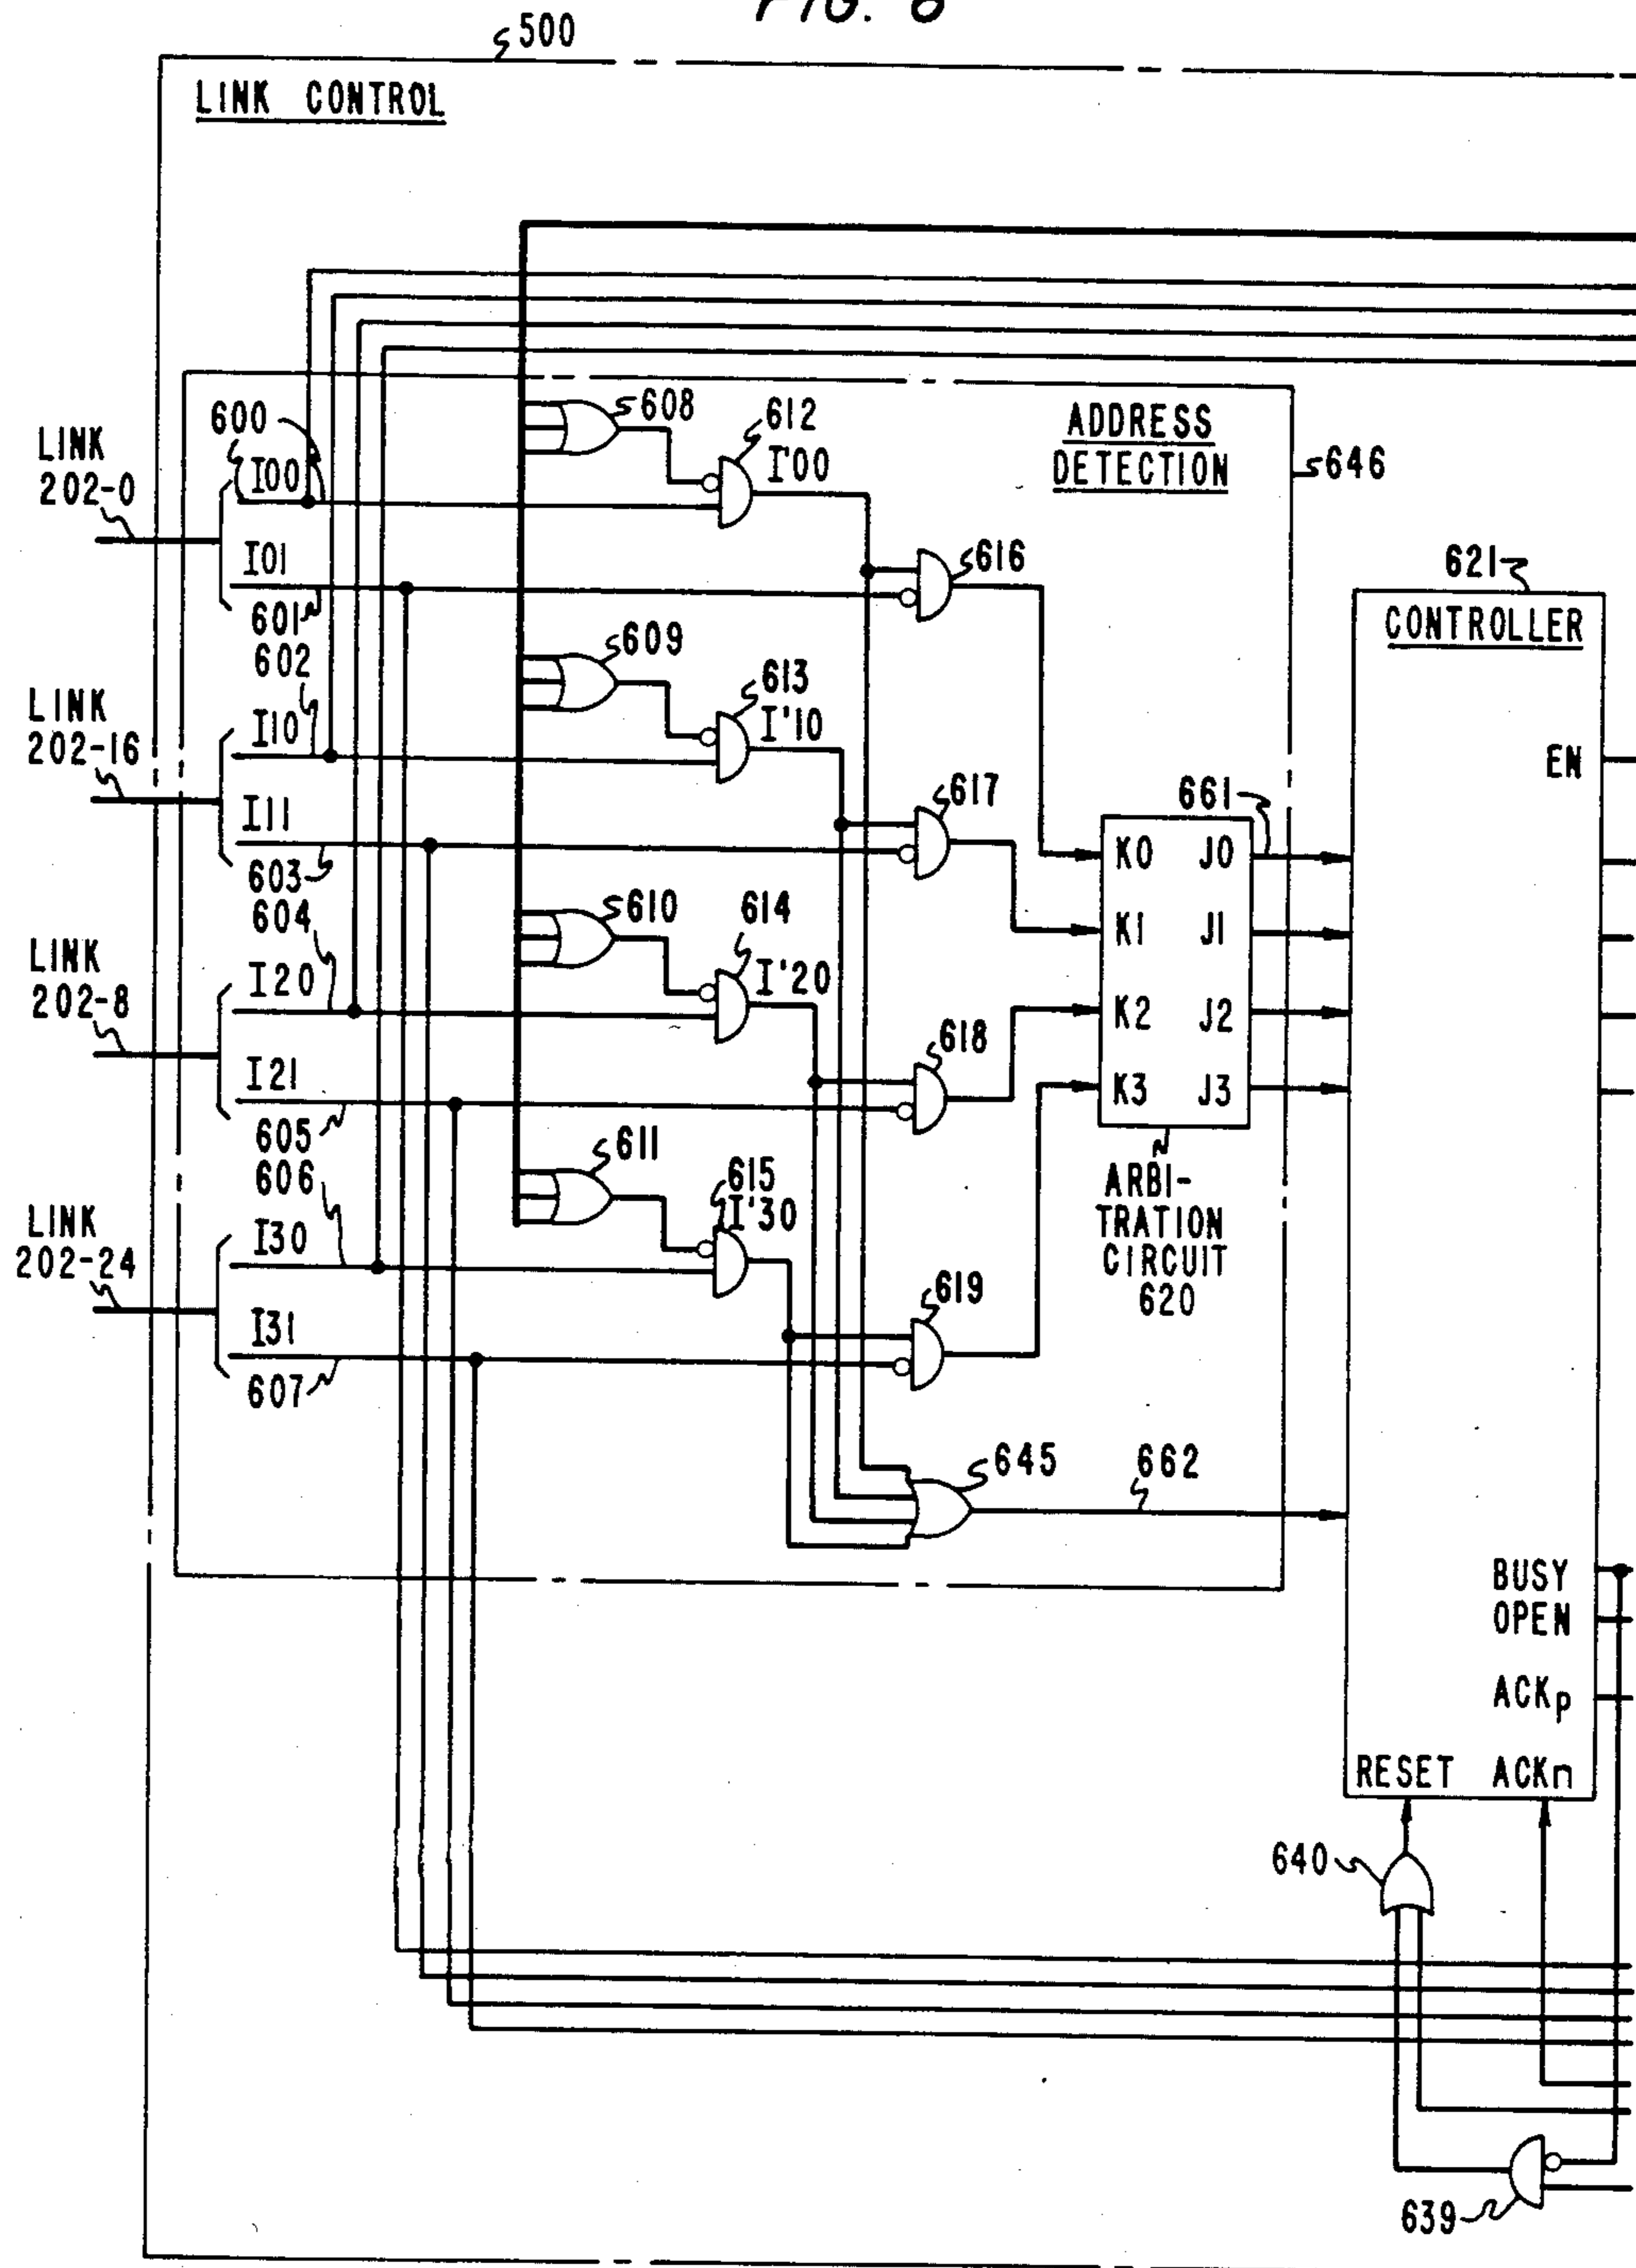 FIG. 6
500
LINK CONTROL
600
608
612
ADDRESS
DETECTION
646
LINK
202-0
I00
I'00
I01
616
621
CONTROLLER
601
602
609
613
LINK
202-16
I10
I'10
EN
I11
617
661
603
604
K0 J0
610
614
K1 J1
LINK
202-8
I20
I'20
K2 J2
618
I21
K3 J3
605
606
611
615
ARBI-
TRATION
CIRCUIT
620
LINK
202-24
I30
I'30
619
I31
607
645
662
BUSY
OPEN
ACKp
RESET ACKn
640
639